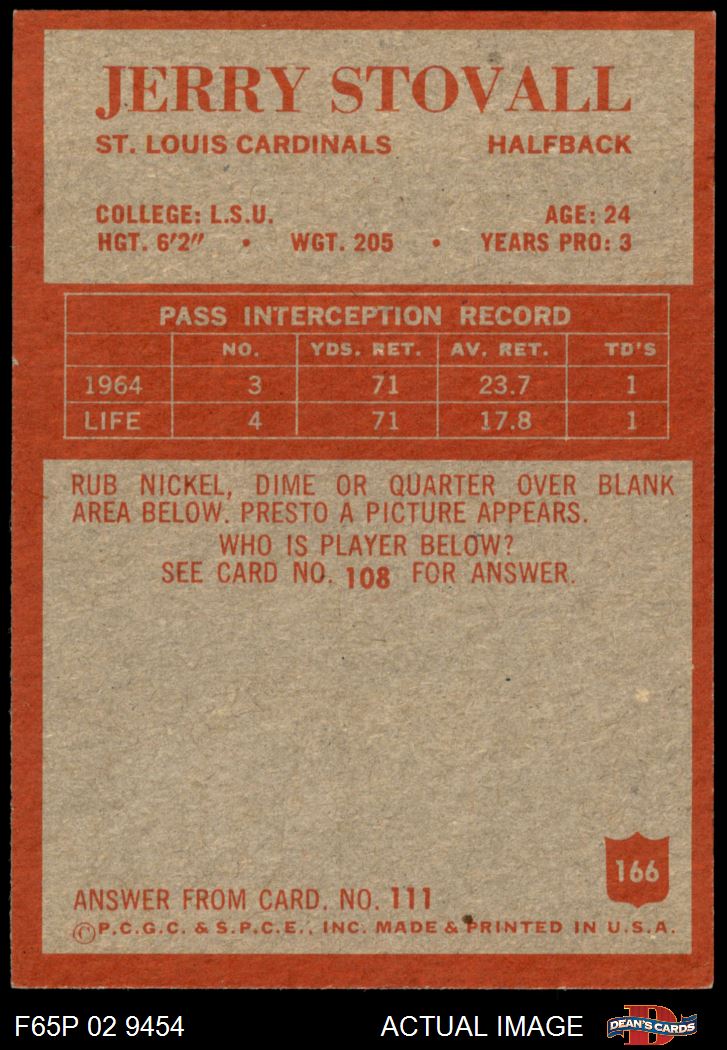 JERRY STOVALL
ST. LOUIS CARDINALS HALFBACK
COLLEGE: L.S.U. AGE: 24
HGT. 6'2" • WGT. 205 • YEARS PRO: 3
PASS INTERCEPTION RECORD
NO. YDS. RET. AV. RET. TD'S
1964 3 71 23.7 1
LIFE 4 71 17.8 1
RUB NICKEL, DIME OR QUARTER OVER BLANK
AREA BELOW. PRESTO A PICTURE APPEARS.
WHO IS PLAYER BELOW?
SEE CARD NO. 108 FOR ANSWER.
166
ANSWER FROM CARD. NO. 111
©P.C.G.C. & S.P.C.E., INC. MADE & PRINTED IN U.S.A.
F65P 02 9454 ACTUAL IMAGE
D
DEAN'S CARDS